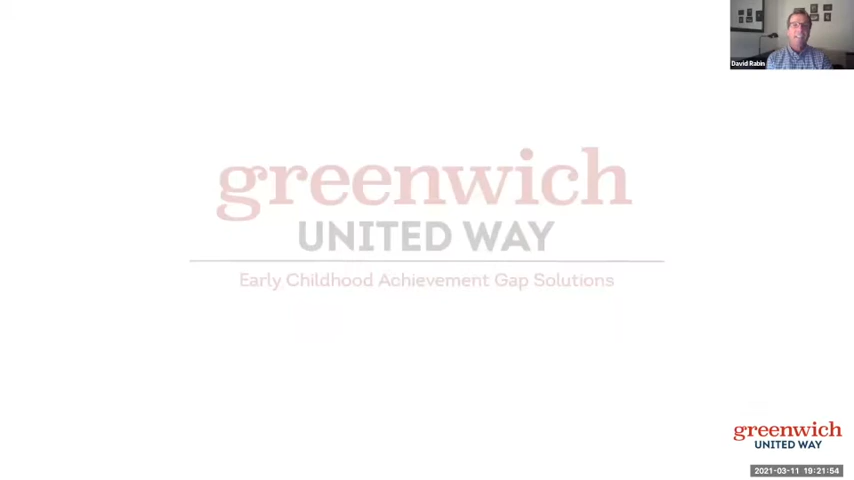 David Rabin
greenwich
UNITED WAY
Early Childhood Achievement Gap Solutions
greenwich
UNITED WAY
2021-03-11 19:21:54